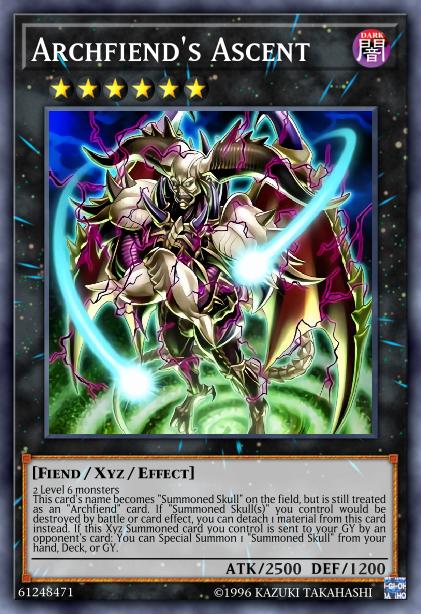 ARCHFIEND'S ASCENT
DARK
闇
[FIEND / XYZ / EFFECT]
2 Level 6 monsters
This card's name becomes "Summoned Skull" on the field, but is still treated
as an "Archfiend" card. If "Summoned Skull(s)" you control would be
destroyed by battle or card effect, you can detach 1 material from this card
instead. If this Xyz Summoned card you control is sent to your GY by an
opponent's card: You can Special Summon 1 "Summoned Skull" from
your hand, Deck, or GY.
ATK/2500 DEF/1200
61248471
©1996 KAZUKI TAKAHASHI